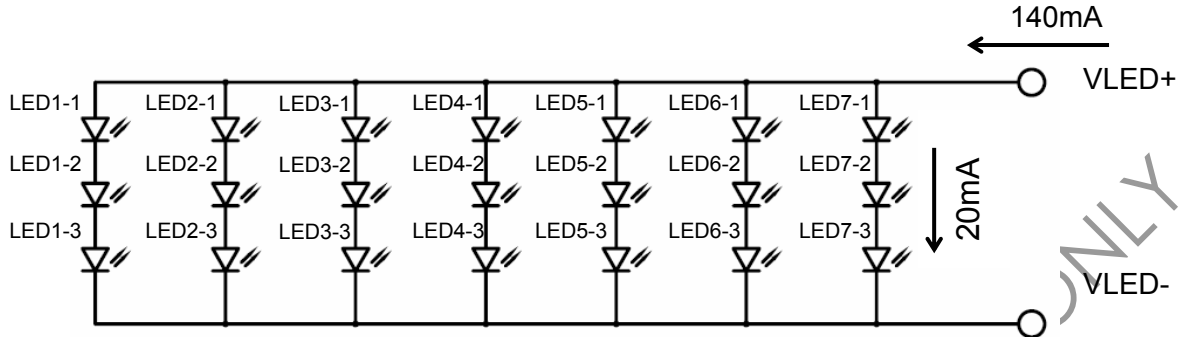 140mA
VLED+
LED1-1 LED2-1 LED3-1 LED4-1 LED5-1 LED6-1 LED7-1
LED1-2 LED2-2 LED3-2 LED4-2 LED5-2 LED6-2 LED7-2
LED1-3 LED2-3 LED3-3 LED4-3 LED5-3 LED6-3 LED7-3
20mA
ONLY
VLED-